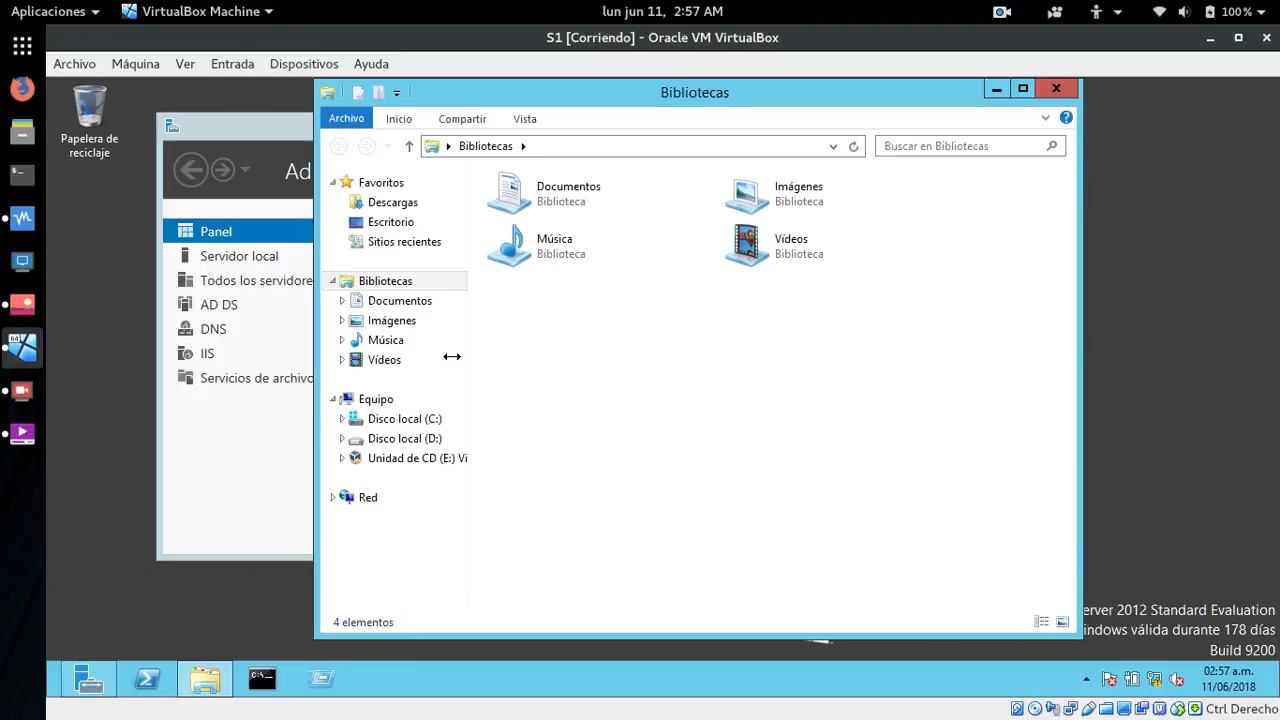 Aplicaciones
VirtualBox Machine
lun jun 11, 2:57 AM
100%
S1 [Corriendo] - Oracle VM VirtualBox
Archivo Máquina Ver Entrada Dispositivos Ayuda
Papelera de
reciclaje
Ad
Panel
Servidor local
Todos los servidore
AD DS
DNS
IIS
Servicios de archivo
Bibliotecas
Archivo Inicio Compartir Vista
Bibliotecas
Buscar en Bibliotecas
Favoritos
Descargas
Escritorio
Sitios recientes
Bibliotecas
Documentos
Imágenes
Música
Vídeos
Equipo
Disco local (C:)
Disco local (D:)
Unidad de CD (E:) Vi
Red
Documentos
Biblioteca
Imágenes
Biblioteca
Música
Biblioteca
Vídeos
Biblioteca
4 elementos
erver 2012 Standard Evaluation
indows válida durante 178 días
Build 9200
02:57 a.m.
11/06/2018
Ctrl Derecho